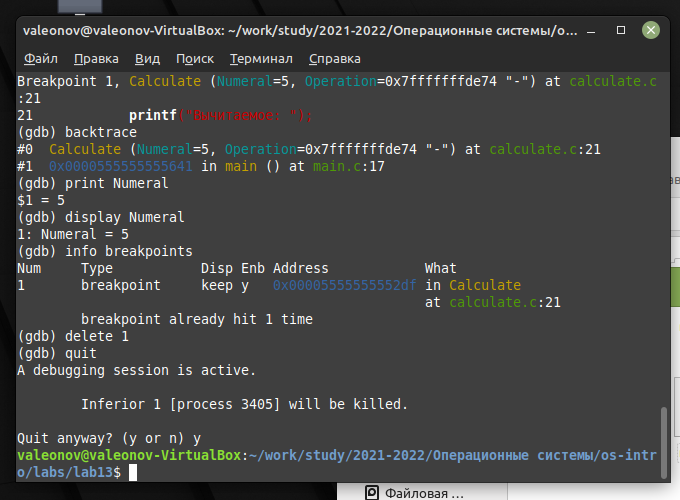 valeonov@valeonov-VirtualBox: ~/work/study/2021-2022/Операционные системы/o...
Файл Правка Вид Поиск Терминал Справка
Breakpoint 1, Calculate (Numeral=5, Operation=0x7fffffffde74 "-") at calculate.c
:21
21            printf("Вычитаемое: ");
(gdb) backtrace
#0  Calculate (Numeral=5, Operation=0x7fffffffde74 "-") at calculate.c:21
#1  0x0000555555555641 in main () at main.c:17
(gdb) print Numeral
$1 = 5
(gdb) display Numeral
1: Numeral = 5
(gdb) info breakpoints
Num     Type           Disp Enb Address            What
1       breakpoint     keep y   0x00005555555552df in Calculate
                                                   at calculate.c:21
        breakpoint already hit 1 time
(gdb) delete 1
(gdb) quit
A debugging session is active.
        Inferior 1 [process 3405] will be killed.
Quit anyway? (y or n) y
valeonov@valeonov-VirtualBox:~/work/study/2021-2022/Операционные системы/os-intr
o/labs/lab13$
Файловая ...